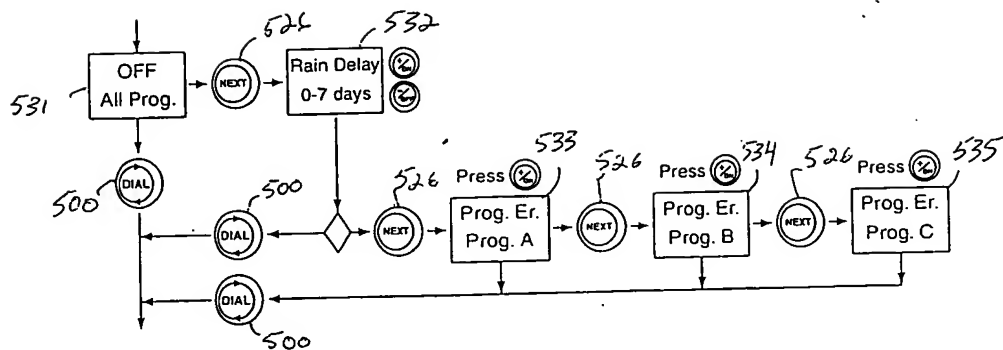 526
532
OFF
All Prog.
NEXT
Rain Delay
0-7 days
531
DIAL
500
500
DIAL
526
NEXT
533
Press
Prog. Er.
Prog. A
526
NEXT
534
Press
Prog. Er.
Prog. B
526
NEXT
535
Press
Prog. Er.
Prog. C
DIAL
500